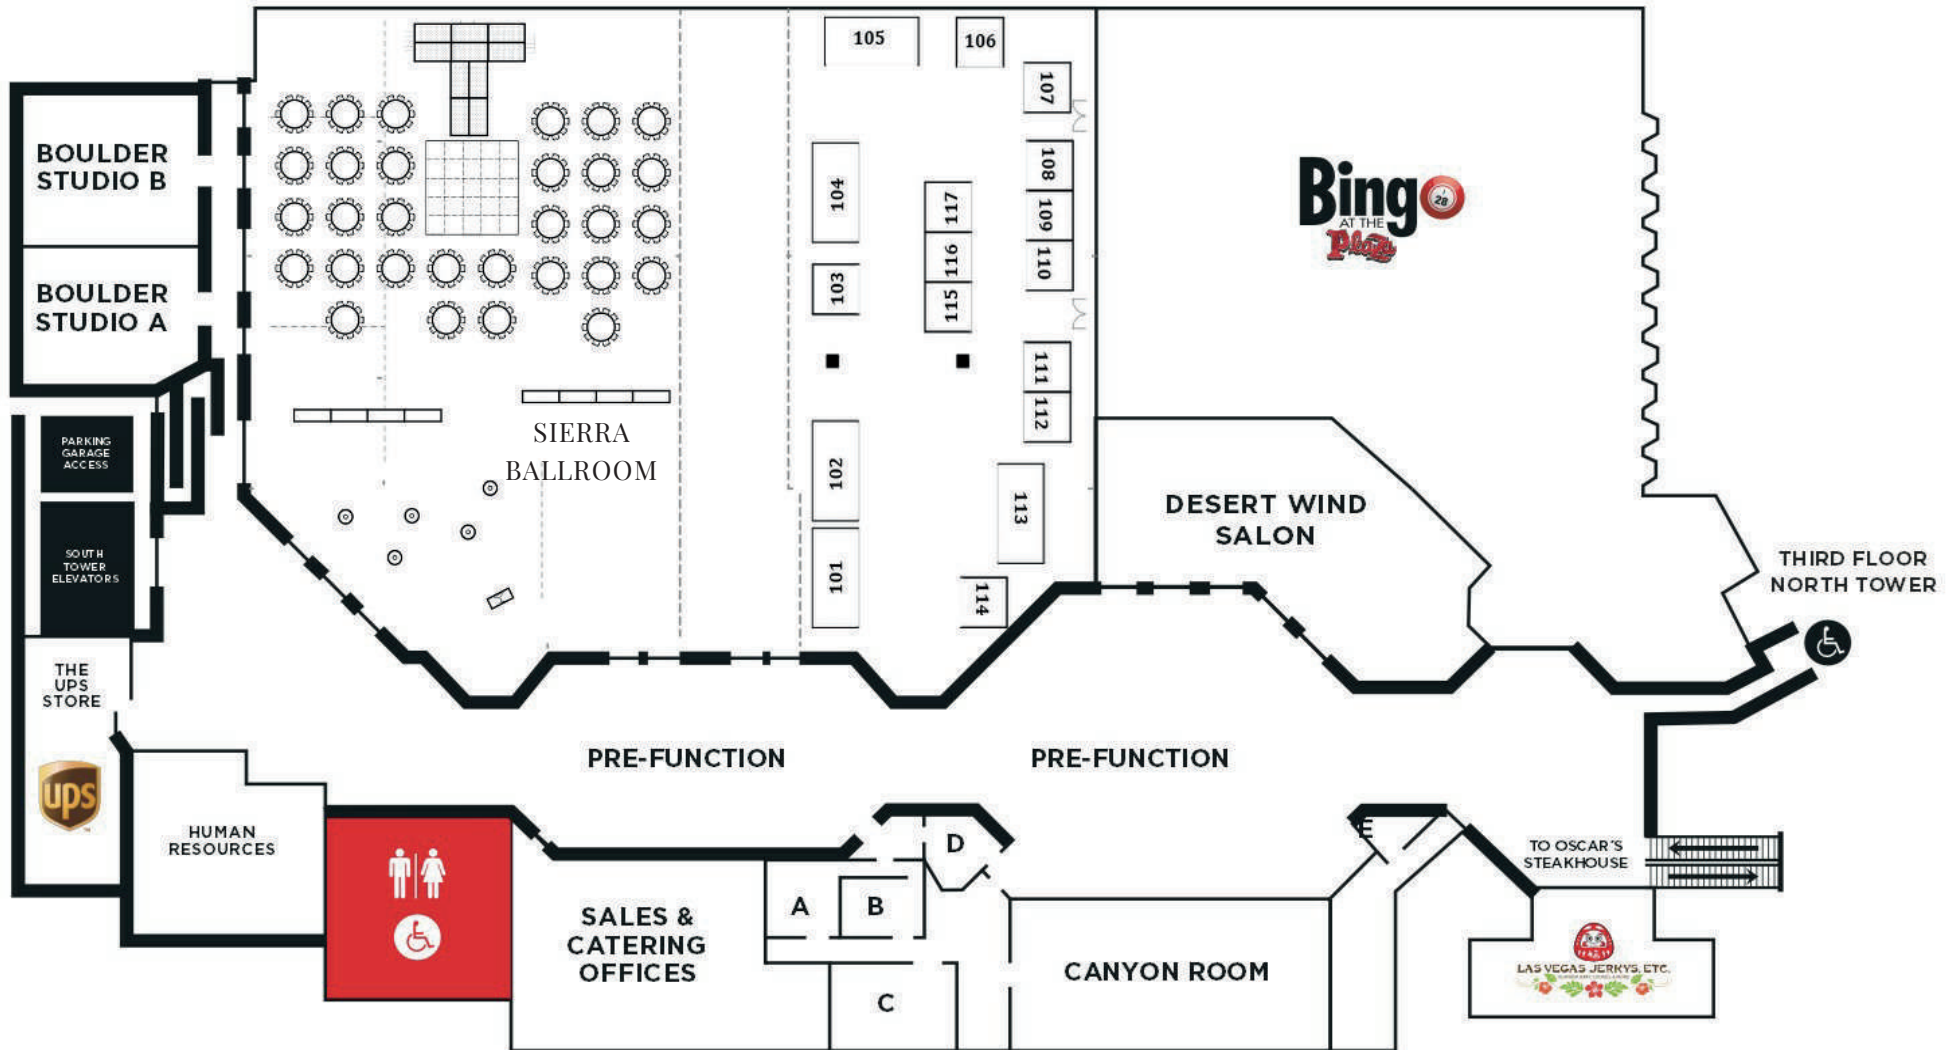 105
106
107
BOULDER
STUDIO B
104
108
117
109
116
110
115
103
Bingo
28
AT THE
Plaza
BOULDER
STUDIO A
111
112
SIERRA
BALLROOM
PARKING
GARAGE
ACCESS
102
113
DESERT WIND
SALON
SOUTH
TOWER
ELEVATORS
101
114
THIRD FLOOR
NORTH TOWER
THE
UPS
STORE
PRE-FUNCTION
PRE-FUNCTION
ups
HUMAN
RESOURCES
D
E
TO OSCAR'S
STEAKHOUSE
A
B
SALES &
CATERING
OFFICES
CANYON ROOM
C
LAS VEGAS JERKYS, ETC.